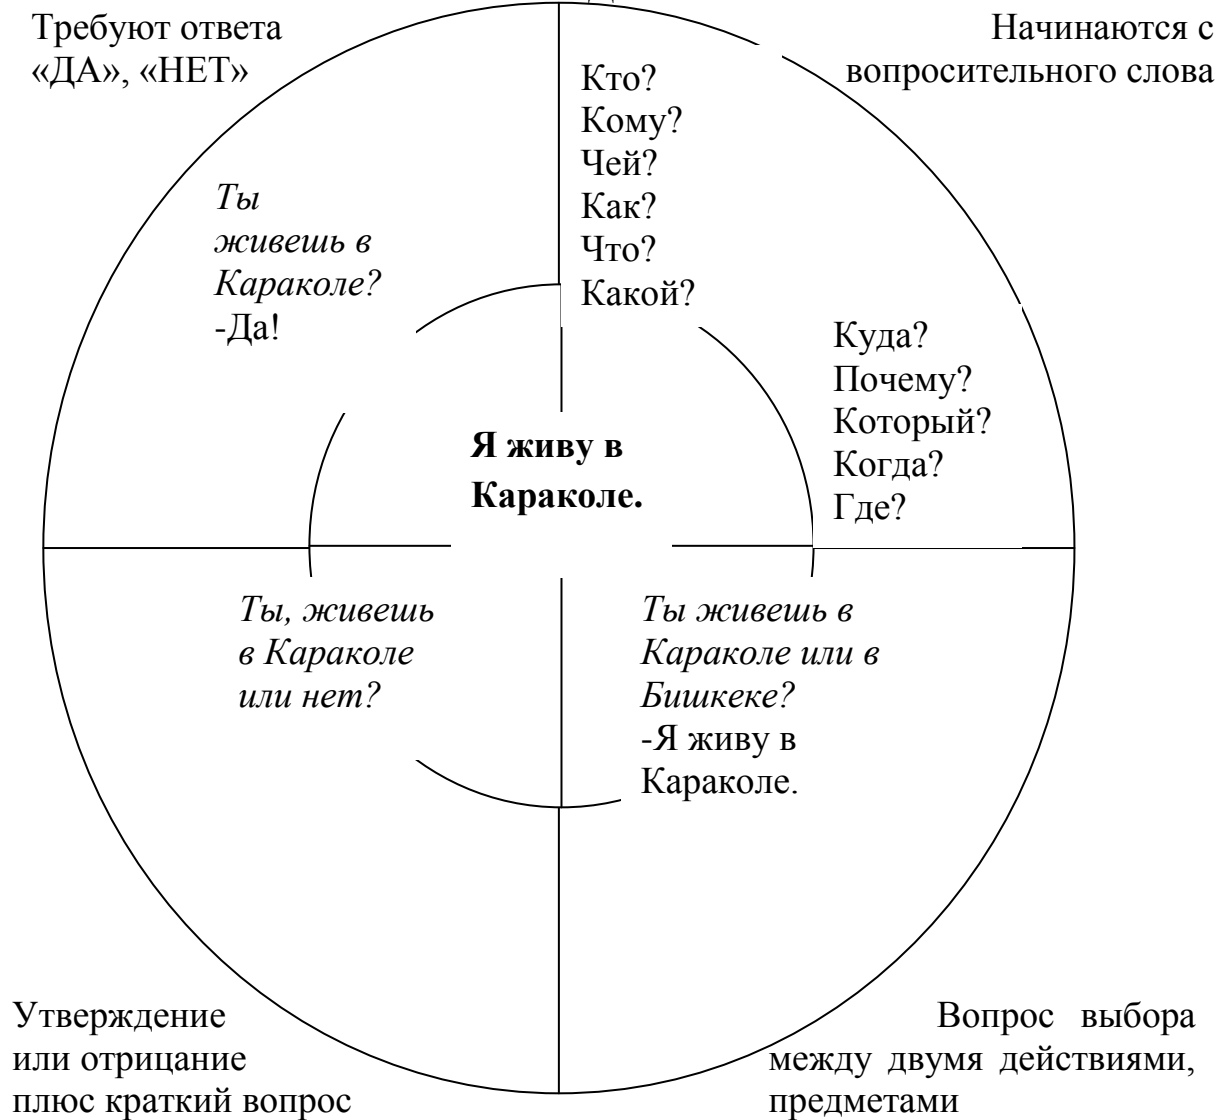 Требуют ответа
«ДА», «НЕТ»
Начинаются с
вопросительного слова
Кто?
Кому?
Чей?
Как?
Что?
Какой?
Ты
живешь в
Караколе?
-Да!
Куда?
Почему?
Который?
Когда?
Где?
Я живу в
Караколе.
Ты, живешь
в Караколе
или нет?
Ты живешь в
Караколе или в
Бишкеке?
-Я живу в
Караколе.
Утверждение
или отрицание
плюс краткий вопрос
Вопрос выбора
между двумя действиями,
предметами